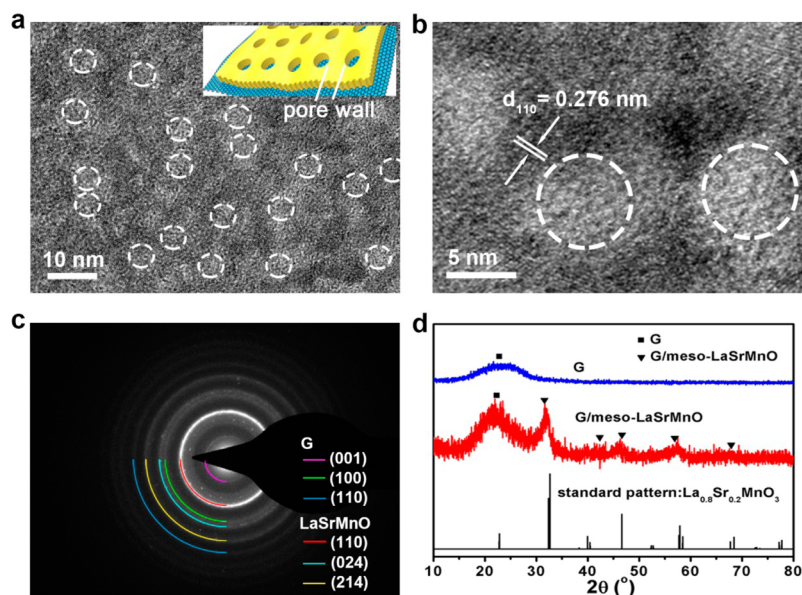 a
pore wall
10 nm
b
d110= 0.276 nm
5 nm
c
G
(001)
(100)
(110)
LaSrMnO
(110)
(024)
(214)
d
■ G
▼ G/meso-LaSrMnO
G
G/meso-LaSrMnO
standard pattern:La0.8Sr0.2MnO3
10 20 30 40 50 60 70 80
2θ (°)